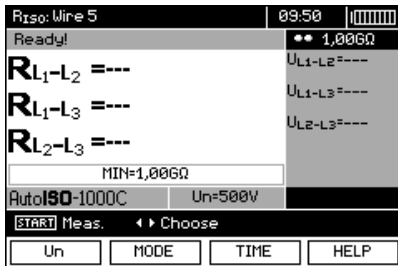 RISO: Wire 5 09:50
Ready! •• 1,00GΩ
RL1-L2 =---
RL1-L3 =---
RL2-L3 =---
UL1-L2=---
UL1-L3=---
UL2-L3=---
MIN=1,00GΩ
AutoISO-1000C Un=500V
START Meas. ◂ ▸ Choose
Un MODE TIME HELP